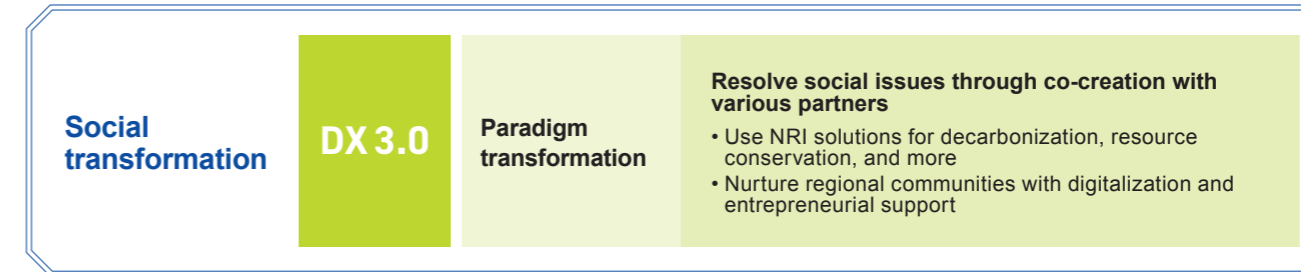 Social
transformation
DX 3.0
Paradigm
transformation
Resolve social issues through co-creation with
various partners
• Use NRI solutions for decarbonization, resource
conservation, and more
• Nurture regional communities with digitalization and
entrepreneurial support